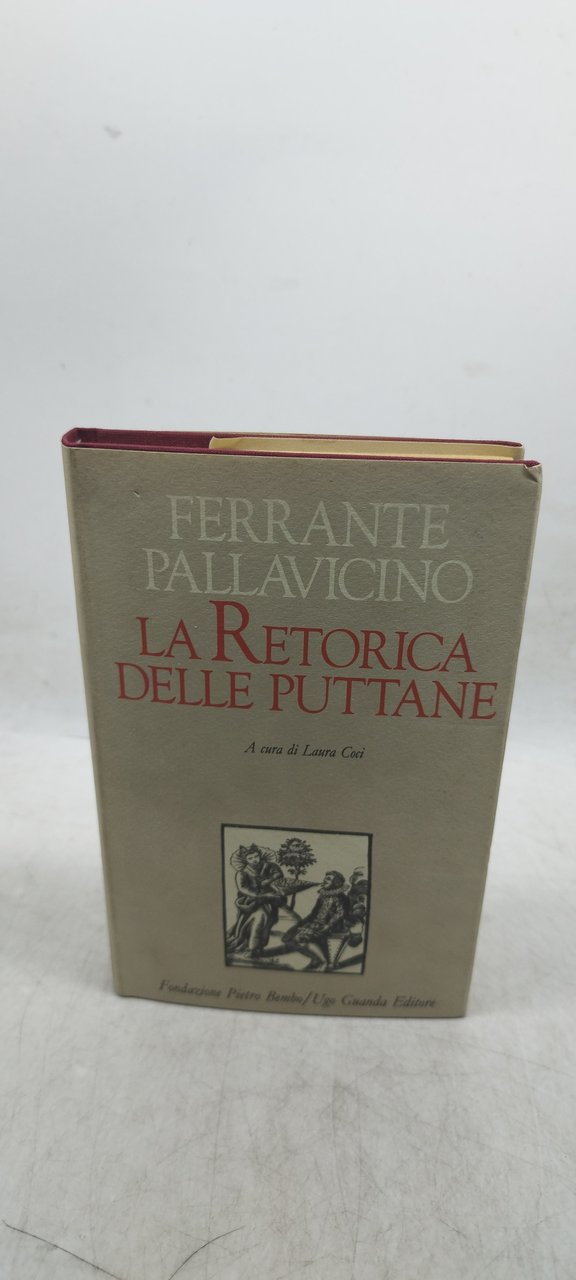 FERRANTE
PALLAVICINO
LA RETORICA
DELLE PUTTANE
A cura di Laura Coci
Fondazione Pietro Bembo/Ugo Guanda Editore